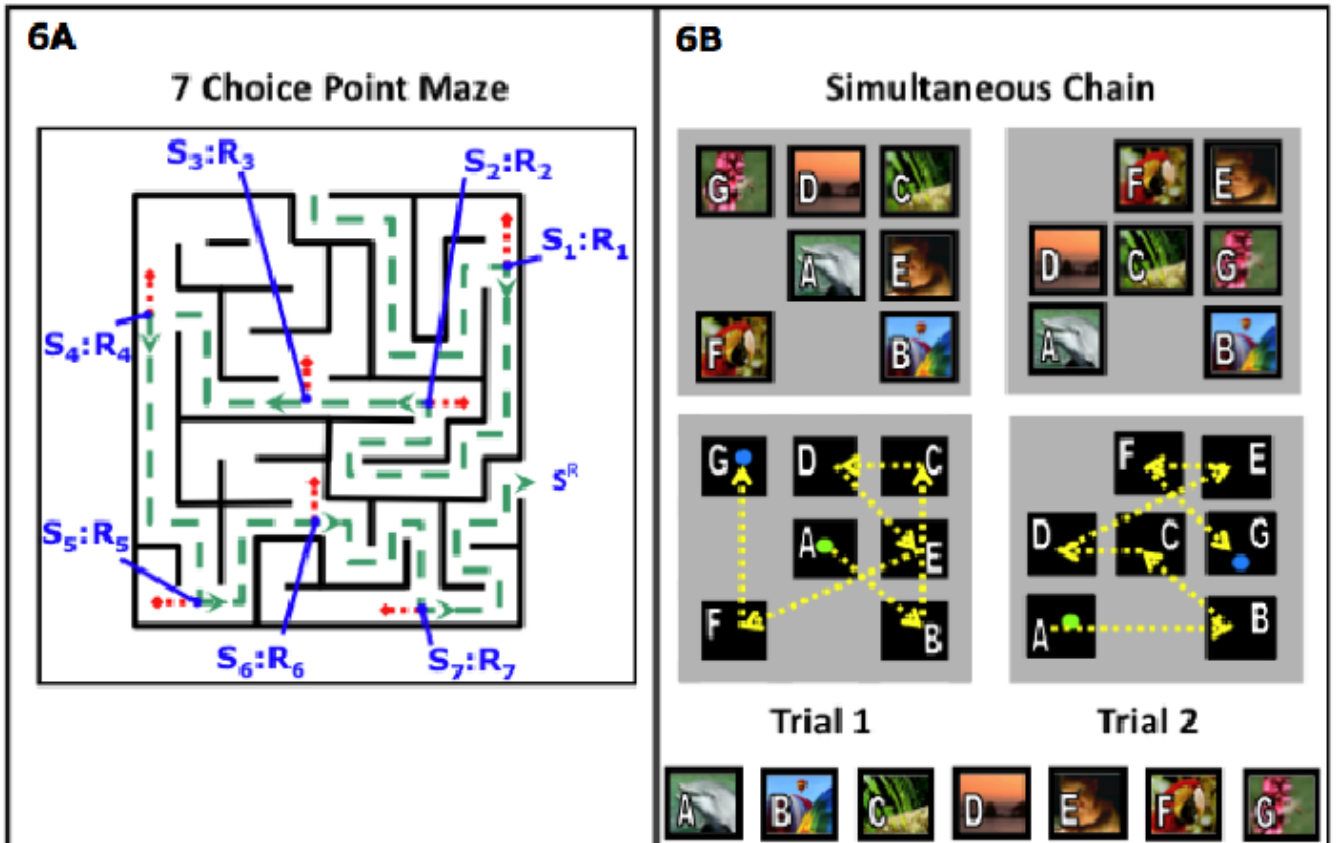 6A
7 Choice Point Maze
S₃:R₃
S₂:R₂
S₁:R₁
S₄:R₄
Sᴿ
S₅:R₅
S₆:R₆
S₇:R₇
6B
Simultaneous Chain
G D C
A E
F B
F E
D C G
A B
G D C
A E
F B
F E
D C G
A B
Trial 1
Trial 2
A B C D E F G